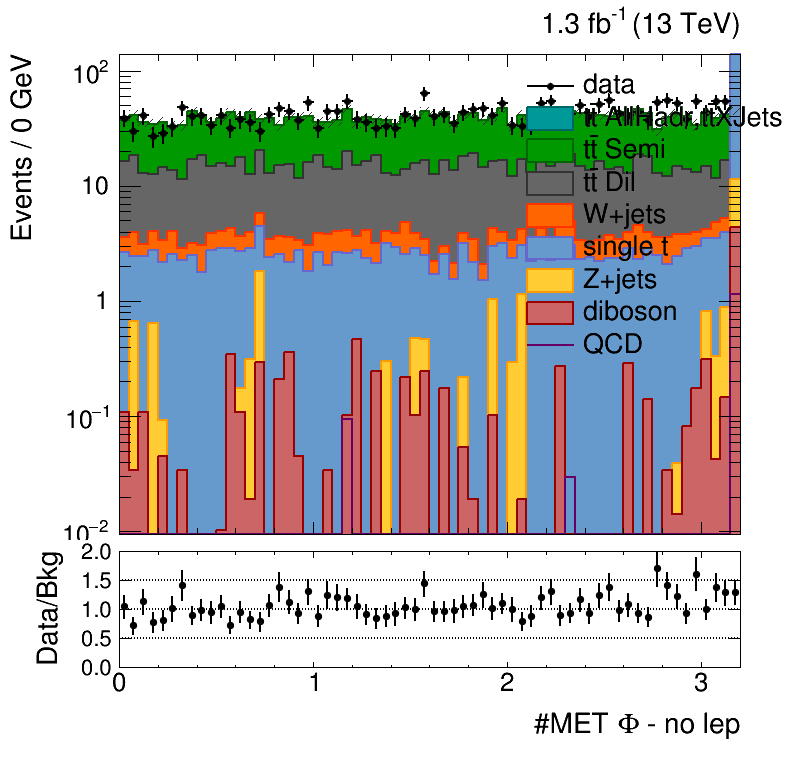 1.3 fb-1 (13 TeV)
Events / 0 GeV
10^2
10
1
10^-1
10^-2
data
tt̄ AllHadr,ttXJets
tt̄ Semi
tt̄ Dil
W+jets
single t
Z+jets
diboson
QCD
Data/Bkg
2.0
1.5
1.0
0.5
0.0
0 1 2 3
#MET Φ - no lep